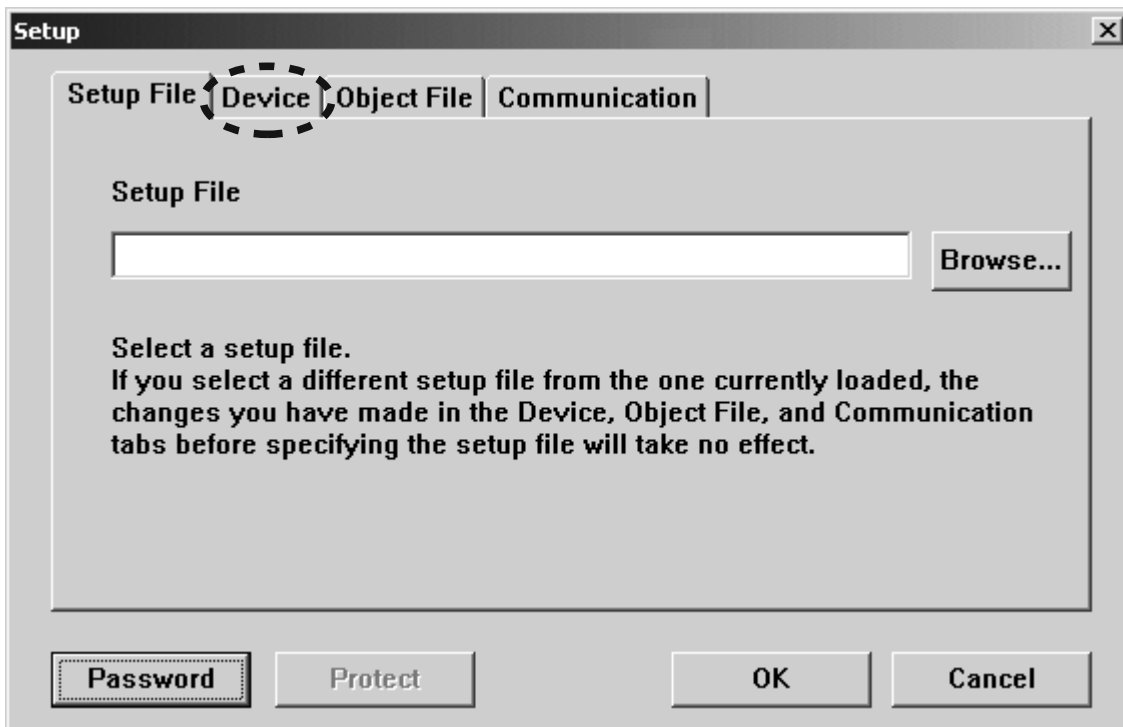 Setup
Setup File Device Object File Communication
Setup File
Browse...
Select a setup file.
If you select a different setup file from the one currently loaded, the
changes you have made in the Device, Object File, and Communication
tabs before specifying the setup file will take no effect.
Password Protect OK Cancel